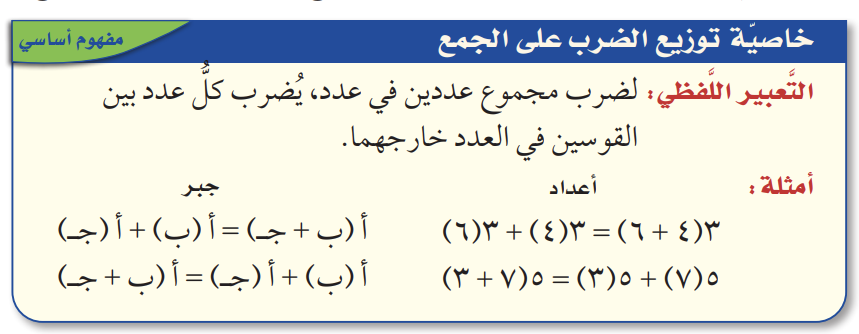 خاصيّة توزيع الضرب على الجمع
مفهوم أساسي
التَّعبير اللَّفظي: لضرب مجموع عددين في عدد، يُضرب كلُّ عدد بين
القوسين في العدد خارجهما.
أمثلة: أعداد جبر
٣(٤ + ٦) = ٣(٤) + ٣(٦) أ (ب + جـ) = أ (ب) + أ (جـ)
٥(٧) + ٥(٣) = ٥(٧ + ٣) أ (ب) + أ (جـ) = أ (ب + جـ)